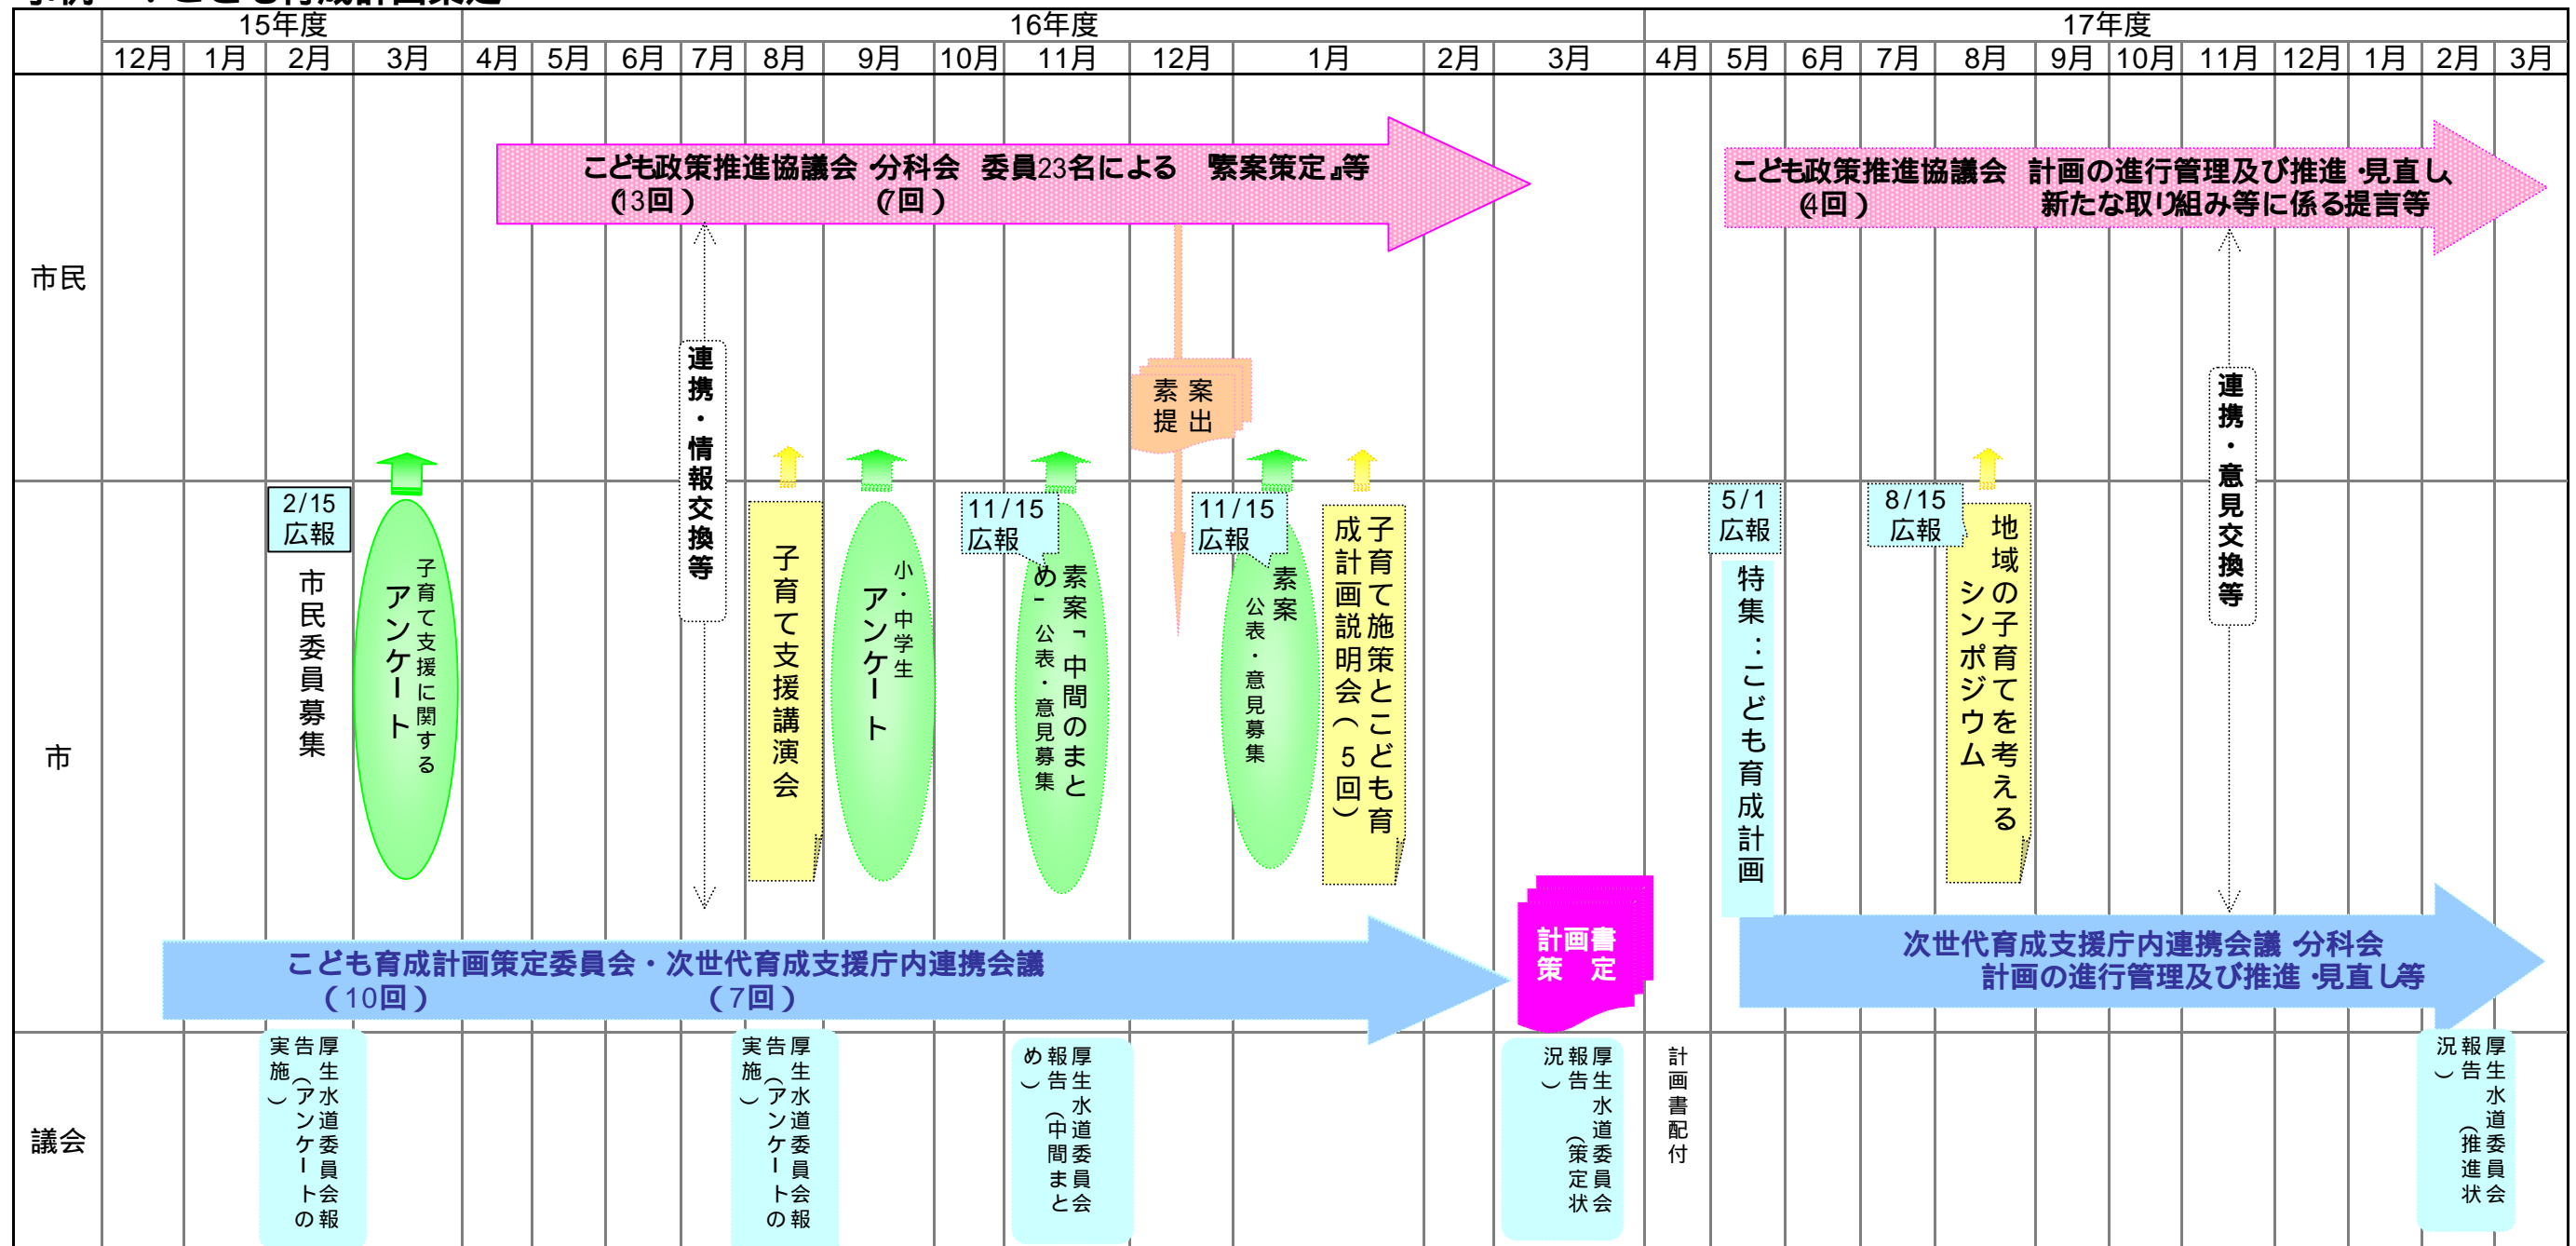 こども育成計画策定
15年度 16年度 17年度
12月 1月 2月 3月 4月 5月 6月 7月 8月 9月 10月 11月 12月 1月 2月 3月 4月 5月 6月 7月 8月 9月 10月 11月 12月 1月 2月 3月
市民
こども政策推進協議会・分科会 委員23名による 『素案策定』等
(13回) (7回)
こども政策推進協議会 計画の進行管理及び推進・見直し、
(4回) 新たな取り組み等に係る提言等
連携・情報交換等
素案
提出
連携・意見交換等
市
2/15
広報
市民委員募集
子育て支援に関する
アンケート
子育て支援講演会
小・中学生
アンケート
11/15
広報
素案「中間のまと
め」 公表・意見募集
11/15
広報
素案
公表・意見募集
子育て施策とこども育
成計画説明会(5回)
5/1
広報
特集:こども育成計画
8/15
広報
地域の子育てを考える
シンポジウム
こども育成計画策定委員会・次世代育成支援庁内連携会議
(10回) (7回)
計画書
策 定
次世代育成支援庁内連携会議・分科会
計画の進行管理及び推進・見直し等
議会
厚生水道委員会報
告(アンケートの
実施)
厚生水道委員会報
告(アンケートの
実施)
厚生水道委員会
報告(中間まと
め)
厚生水道委員会
報告 (策定状
況)
計画書配付
厚生水道委員会
報告 (推進状
況)